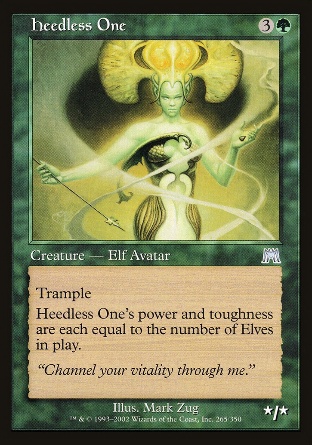 Heedless One 3
Creature — Elf Avatar
Trample
Heedless One's power and toughness
are each equal to the number of Elves
in play.
“Channel your vitality through me.”
Illus. Mark Zug
™ & © 1993–2002 Wizards of the Coast, Inc. 265/350
★/★